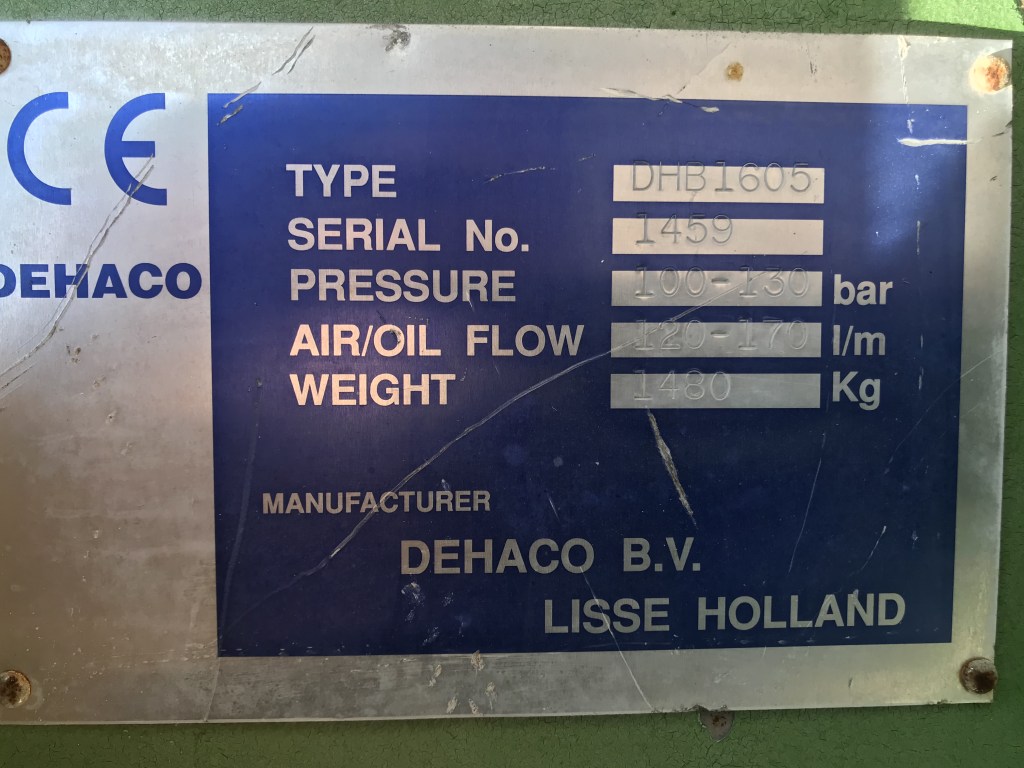 CE
DEHACO
TYPE DHB1605
SERIAL No. 1459
PRESSURE 100-130 bar
AIR/OIL FLOW 120-170 l/m
WEIGHT 1480 Kg
MANUFACTURER
DEHACO B.V.
LISSE HOLLAND